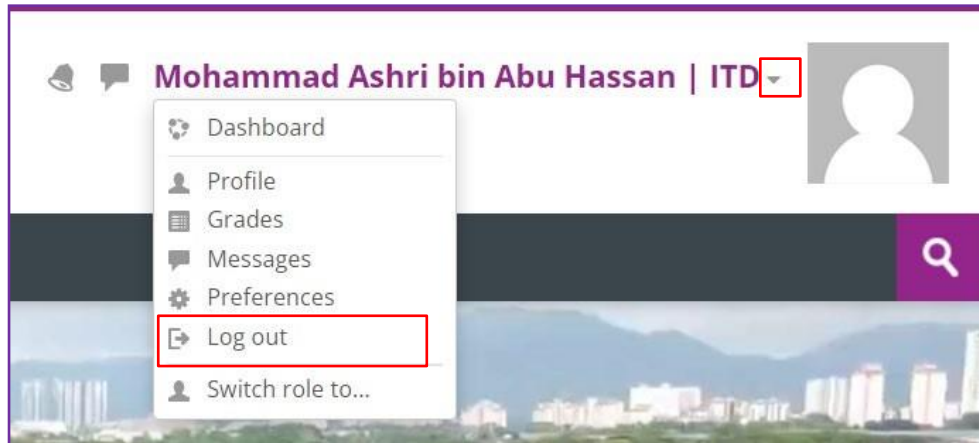 Mohammad Ashri bin Abu Hassan | ITD
Dashboard
Profile
Grades
Messages
Preferences
Log out
Switch role to...